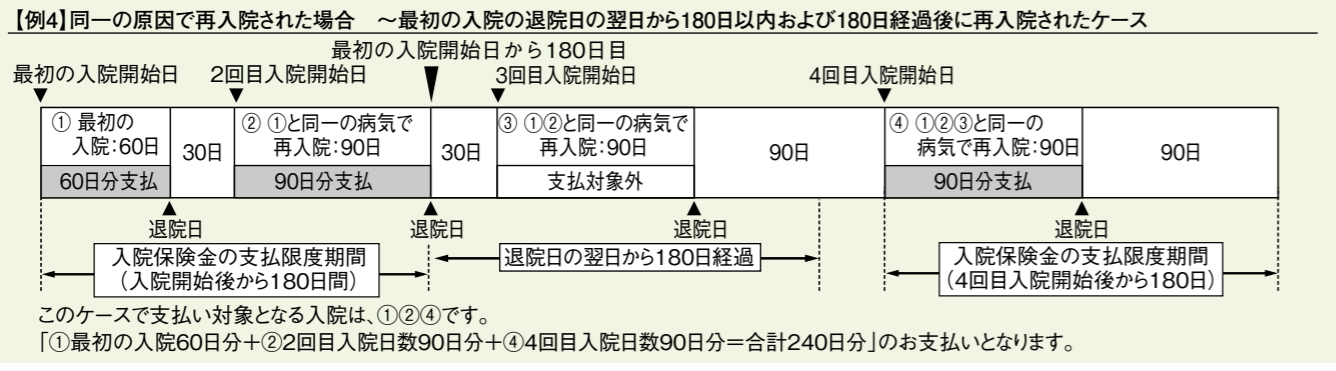 【例4】同一の原因で再入院された場合　～最初の入院の退院日の翌日から180日以内および180日経過後に再入院されたケース
最初の入院開始日から180日目
最初の入院開始日
2回目入院開始日
3回目入院開始日
4回目入院開始日
① 最初の
入院：60日
60日分支払
30日
② ①と同一の病気で
再入院：90日
90日分支払
30日
③ ①②と同一の病気で
再入院：90日
支払対象外
90日
④ ①②③と同一の
病気で再入院：90日
90日分支払
90日
退院日
退院日
退院日
退院日
入院保険金の支払限度期間
（入院開始後から180日間）
退院日の翌日から180日経過
入院保険金の支払限度期間
（4回目入院開始後から180日）
このケースで支払い対象となる入院は、①②④です。
「①最初の入院60日分＋②2回目入院日数90日分＋④4回目入院日数90日分＝合計240日分」のお支払いとなります。